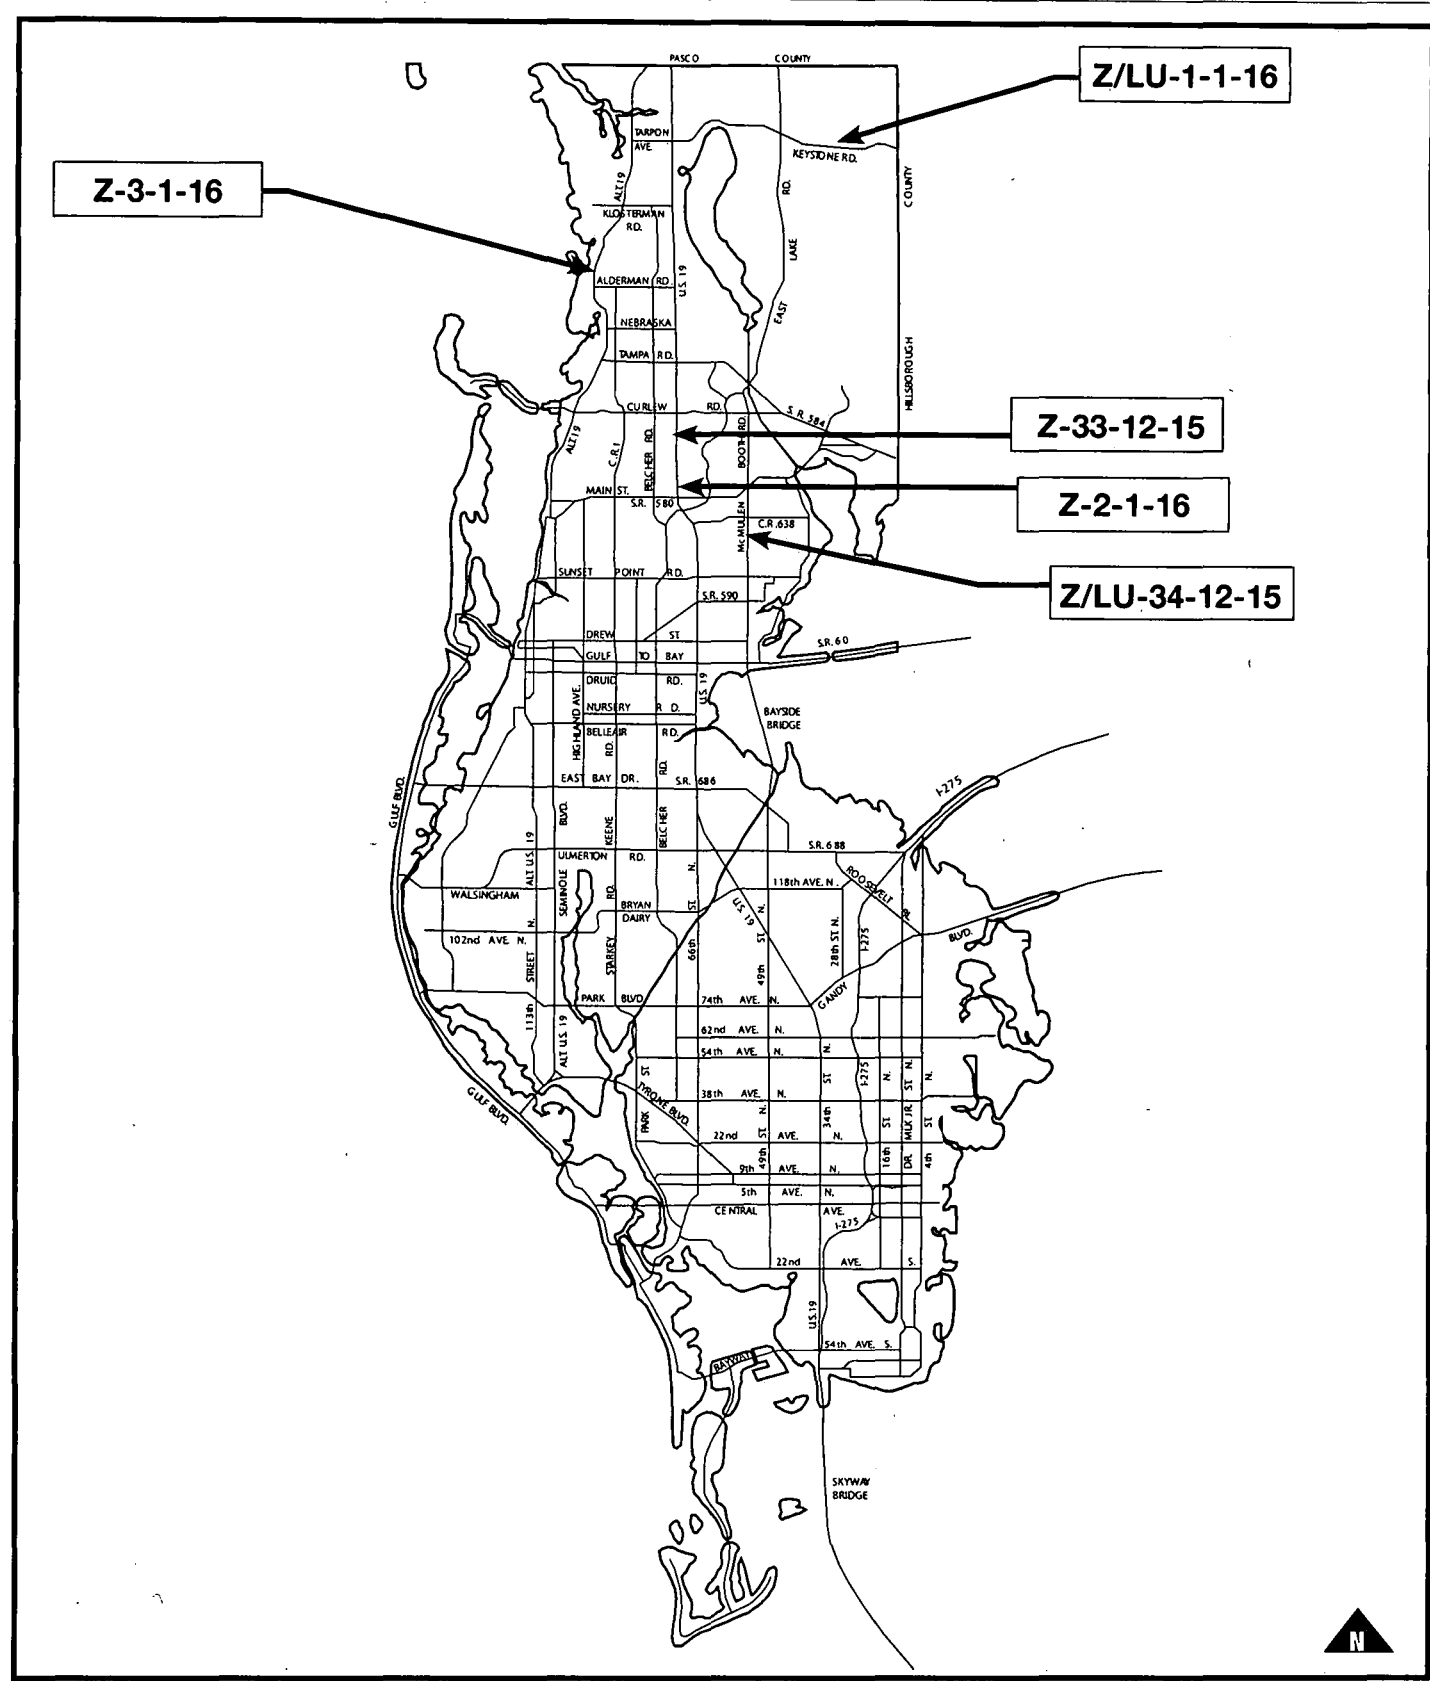 PASCO COUNTY
Z/LU-1-1-16
TARPON
AVE.
KEYSTONE RD.
Z-3-1-16
ALT 19
KLOSTERMAN
RD.
COUNTY
RD.
LAKE
EAST
U.S. 19
ALDERMAN RD.
NEBRASKA
TAMPA RD.
HILLSBOROUGH
CURLEW RD.
S. R. 584
Z-33-12-15
ALT 19
C.R. 1
BELCHER RD.
BOOTH RD.
MAIN ST.
S.R. 580
Z-2-1-16
McMULLEN
C.R. 638
SUNSET POINT RD.
Z/LU-34-12-15
S.R. 590
DREW ST
S.R. 60
GULF TO BAY
DRUID RD.
U.S. 19
HIGHLAND AVE.
NURSERY RD.
BAYSIDE
BRIDGE
BELLEAIR RD.
RD.
RD.
EAST BAY DR. S.R. 686
I-275
GULF BLVD.
BLVD.
KEENE
BELCHER
S.R. 688
ALT U.S. 19
ULMERTON RD.
ROOSEVELT BL.
118th AVE. N.
WALSINGHAM
SEMINOLE
RD.
BRYAN
DAIRY
ST. N.
U.S. 19
ST N.
28th ST N.
I-275
BLVD.
102nd AVE N.
STREET N.
STARKEY
66th
49th
GANDY
PARK BLVD
74th AVE. N.
113th
ALT U.S. 19
62nd AVE. N.
54th AVE. N.
ST
N.
ST
I-275
N.
ST N.
N.
GULF BLVD.
TYRONE BLVD.
38th AVE. N.
PARK
ST N.
34th
ST
MLK JR.
ST
22nd AVE. N.
49th
16th
DR.
4th
9th AVE. N.
5th AVE. N.
CENTRAL AVE.
I-275
22nd AVE. S.
U.S. 19
54th AVE. S.
BAYWAY
SKYWAY
BRIDGE
N